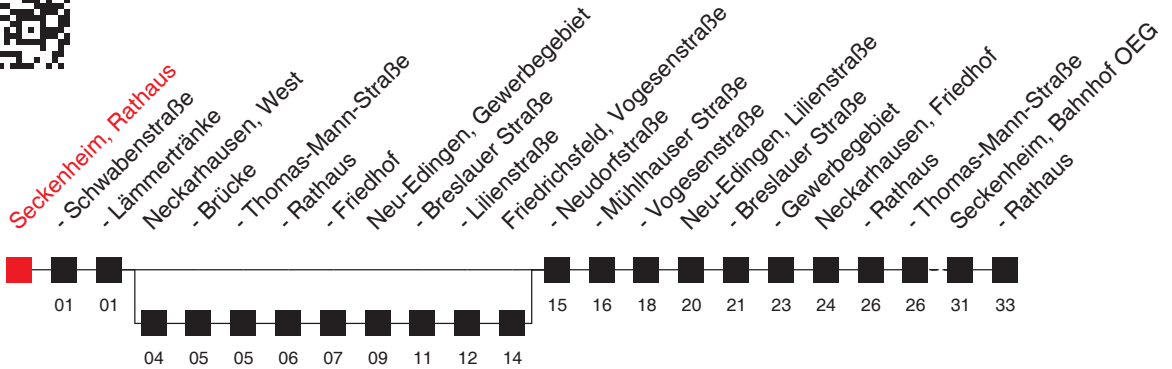 Seckenheim, Rathaus
- Schwabenstraße
- Lämmertränke
Neckarhausen, West
- Brücke
- Thomas-Mann-Straße
- Rathaus
- Friedhof
Neu-Edingen, Gewerbegebiet
- Breslauer Straße
- Lilienstraße
Friedrichsfeld, Vogesenstraße
- Neudorfstraße
- Mühlhauser Straße
- Vogesenstraße
Neu-Edingen, Lilienstraße
- Breslauer Straße
- Gewerbegebiet
Neckarhausen, Friedhof
- Rathaus
- Thomas-Mann-Straße
Seckenheim, Bahnhof OEG
- Rathaus
01 01 15 16 18 20 21 23 24 26 26 31 33
04 05 05 06 07 09 11 12 14